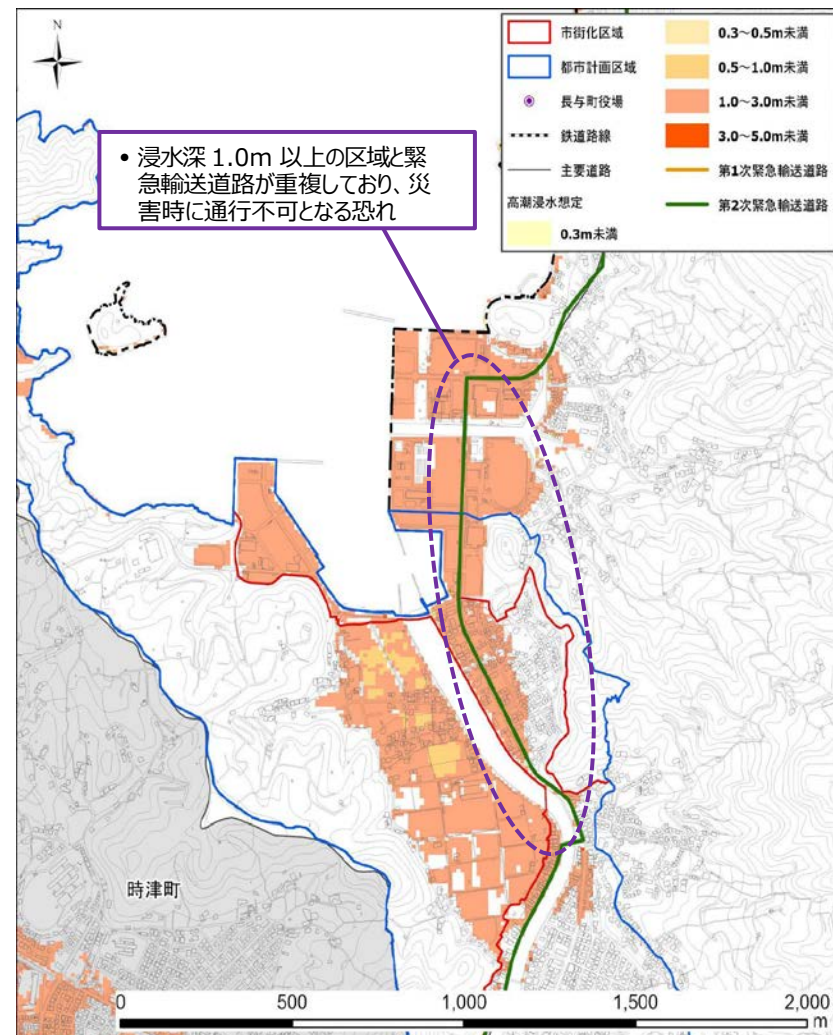 N
市街化区域
都市計画区域
長与町役場
鉄道路線
主要道路
高潮浸水想定
0.3m未満
0.3～0.5m未満
0.5～1.0m未満
1.0～3.0m未満
3.0～5.0m未満
第1次緊急輸送道路
第2次緊急輸送道路
• 浸水深 1.0m 以上の区域と緊
急輸送道路が重複しており、災
害時に通行不可となる恐れ
時津町
0 500 1,000 1,500 2,000
m